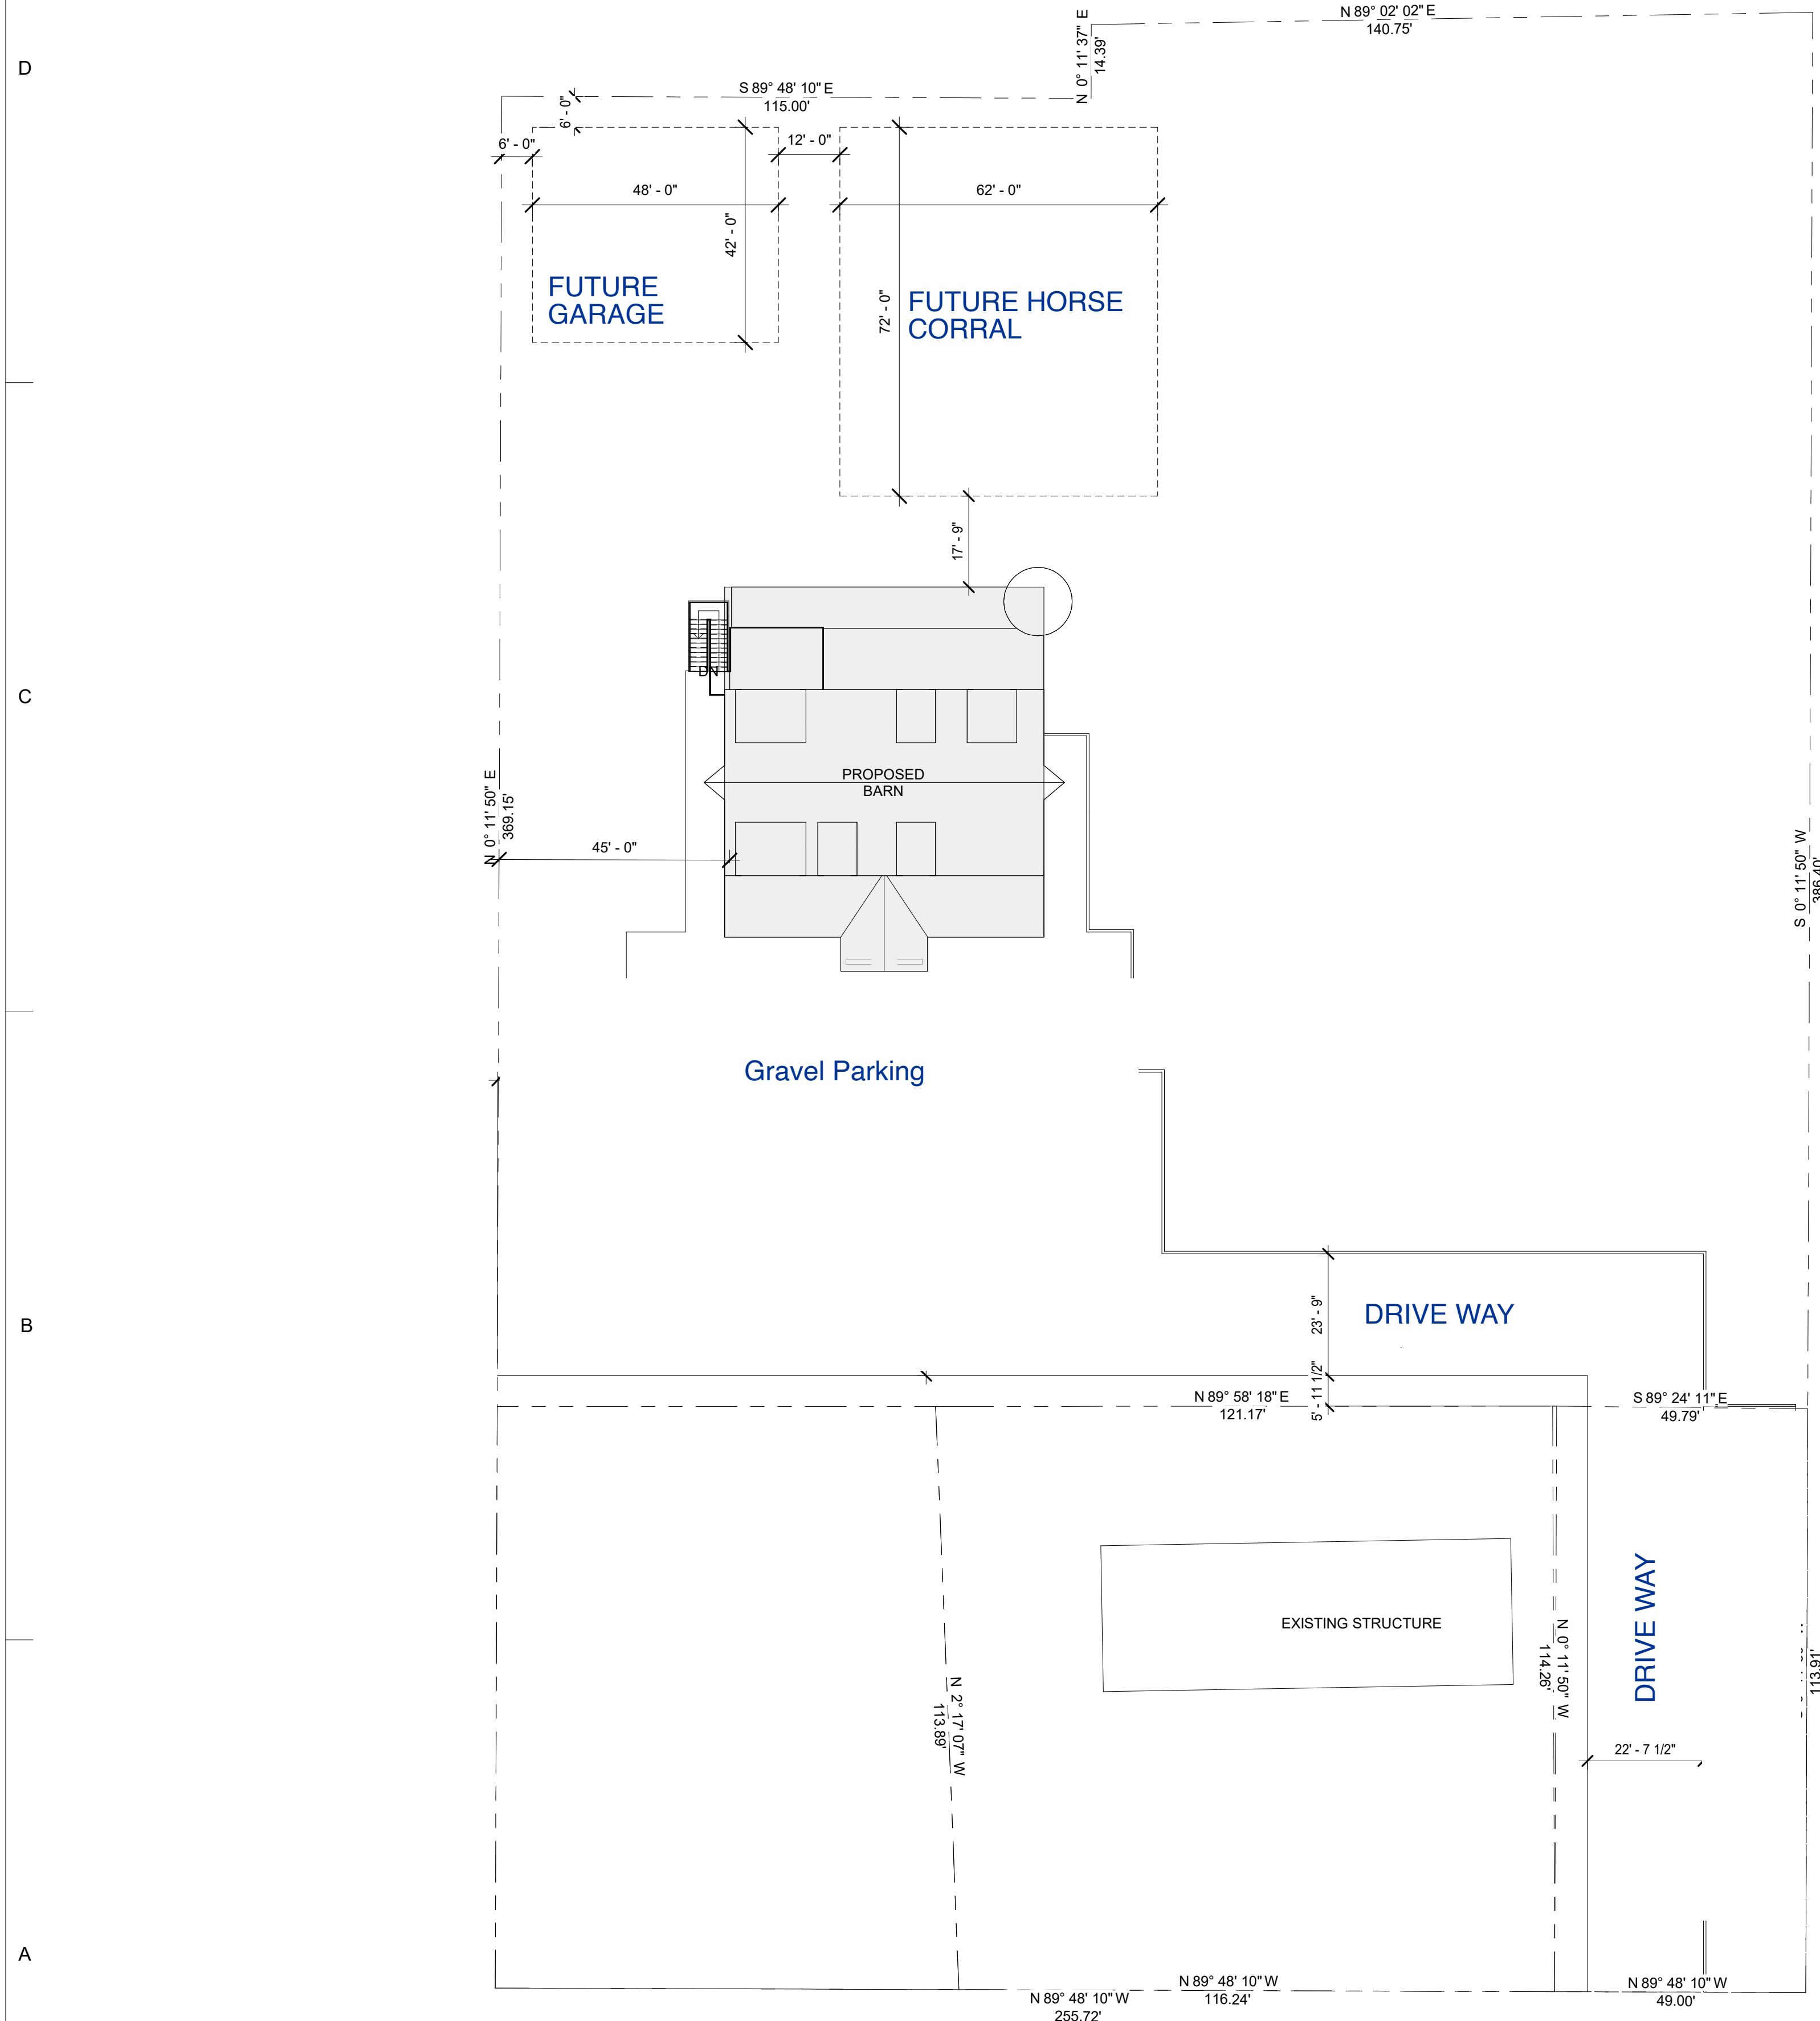 N 89° 02' 02" E
140.75'
N 0° 11' 37" E
14.39'
D
S 89° 48' 10" E
115.00'
6' - 0"
6' - 0"
12' - 0"
48' - 0"
62' - 0"
42' - 0"
FUTURE
GARAGE
72' - 0"
FUTURE HORSE
CORRAL
17' - 9"
C
DN
PROPOSED
BARN
N 0° 11' 50" E
369.15'
45' - 0"
S 0° 11' 50" W
386.40'
Gravel Parking
23' - 9"
DRIVE WAY
B
5' - 11 1/2"
N 89° 58' 18" E
121.17'
S 89° 24' 11" E
49.79'
EXISTING STRUCTURE
DRIVE WAY
N 0° 11' 50" W
114.26'
113.91'
N 2° 17' 07" W
113.89'
22' - 7 1/2"
A
N 89° 48' 10" W
116.24'
N 89° 48' 10" W
49.00'
N 89° 48' 10" W
255.72'